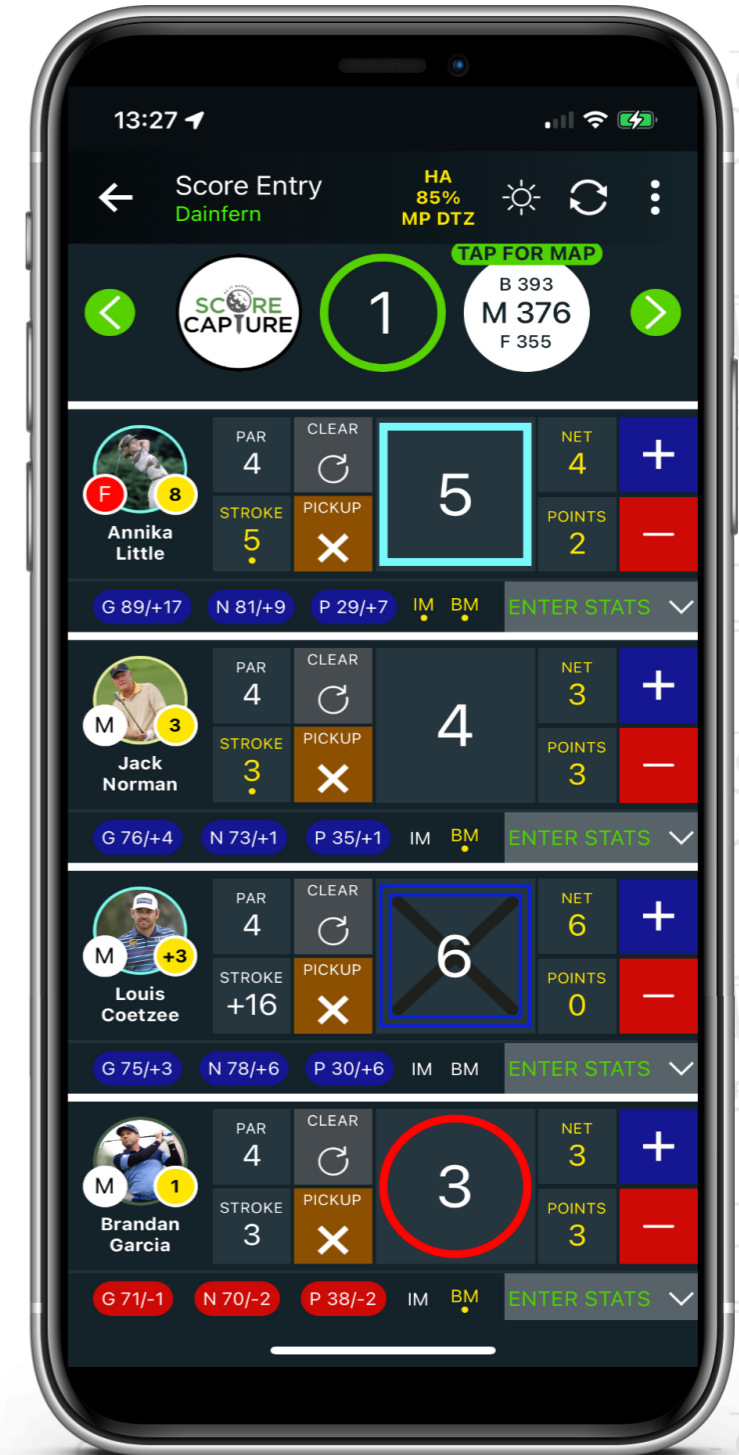 13:27
Score Entry
Dainfern
HA
85%
MP DTZ
TAP FOR MAP
SCORE
CAPTURE
1
B 393
M 376
F 355
PAR
4
CLEAR
5
NET
4
+
F
8
Annika
Little
STROKE
5
PICKUP
POINTS
2
−
G 89/+17
N 81/+9
P 29/+7
IM
BM
ENTER STATS
PAR
4
CLEAR
4
NET
3
+
M
3
Jack
Norman
STROKE
3
PICKUP
POINTS
3
−
G 76/+4
N 73/+1
P 35/+1
IM
BM
ENTER STATS
PAR
4
CLEAR
6
NET
6
+
M
+3
Louis
Coetzee
STROKE
+16
PICKUP
POINTS
0
−
G 75/+3
N 78/+6
P 30/+6
IM
BM
ENTER STATS
PAR
4
CLEAR
3
NET
3
+
M
1
Brandan
Garcia
STROKE
3
PICKUP
POINTS
3
−
G 71/-1
N 70/-2
P 38/-2
IM
BM
ENTER STATS